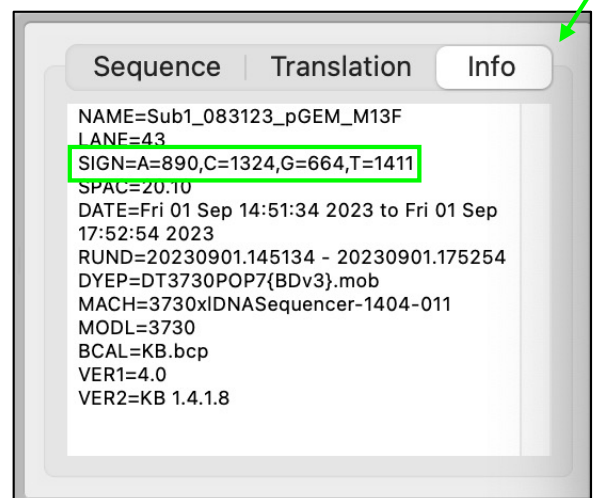 Sequence Translation Info
NAME=Sub1_083123_pGEM_M13F
LANE=43
SIGN=A=890,C=1324,G=664,T=1411
SPAC=20.10
DATE=Fri 01 Sep 14:51:34 2023 to Fri 01 Sep
17:52:54 2023
RUND=20230901.145134 - 20230901.175254
DYEP=DT3730POP7{BDv3}.mob
MACH=3730xlDNASequencer-1404-011
MODL=3730
BCAL=KB.bcp
VER1=4.0
VER2=KB 1.4.1.8